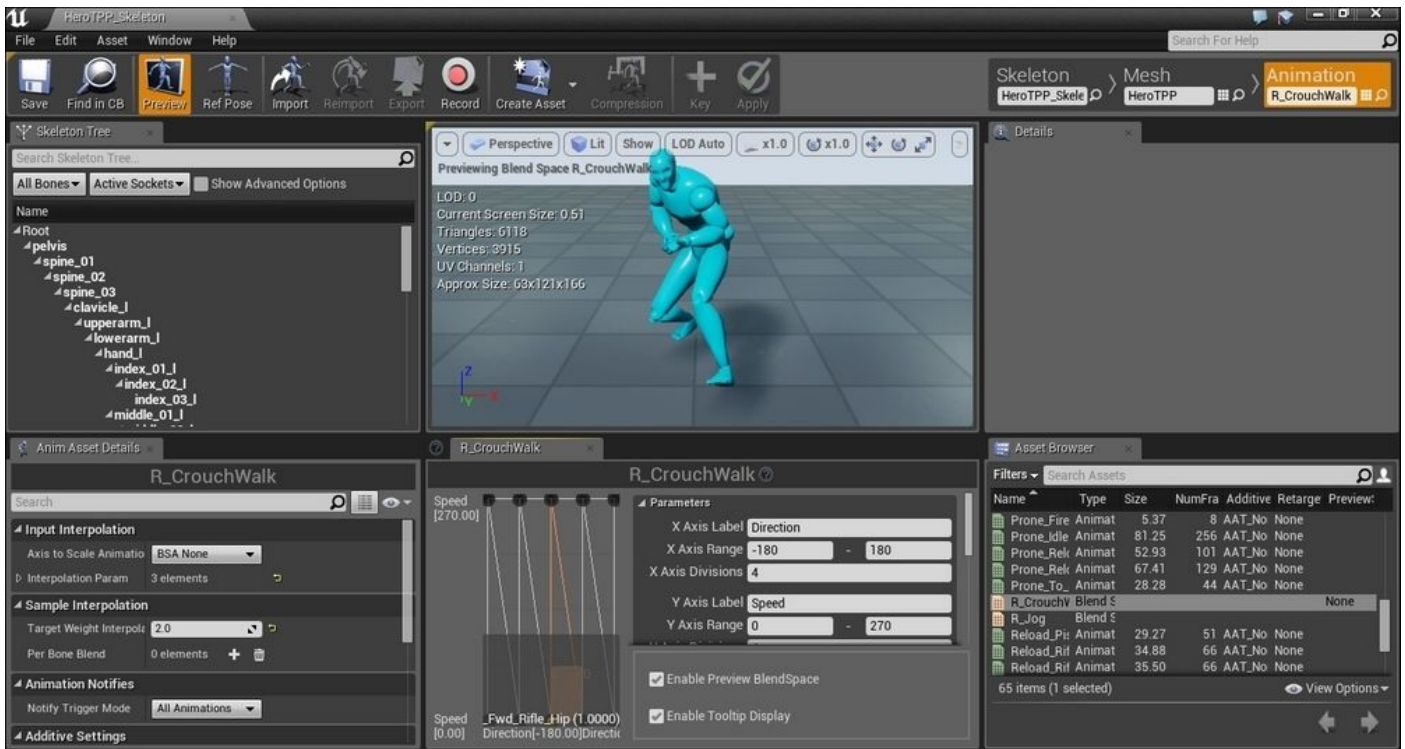 HeroTPP_Skeleton
File Edit Asset Window Help
Search For Help
Save Find in CB Preview Ref Pose Import Reimport Export Record Create Asset Compression Key Apply
Skeleton Mesh Animation
HeroTPP_Skele HeroTPP R_CrouchWalk
Skeleton Tree
Search Skeleton Tree...
All Bones Active Sockets Show Advanced Options
Name
Root
pelvis
spine_01
spine_02
spine_03
clavicle_l
upperarm_l
lowerarm_l
hand_l
index_01_l
index_02_l
index_03_l
middle_01_l
Perspective Lit Show LOD Auto x1.0 x1.0
Previewing Blend Space R_CrouchWalk
LOD: 0
Current Screen Size: 0.51
Triangles: 6118
Vertices: 3915
UV Channels: 1
Approx Size: 63x121x166
Z
Y X
Details
Anim Asset Details
R_CrouchWalk
Search
Input Interpolation
Axis to Scale Animatio BSA None
Interpolation Param 3 elements
Sample Interpolation
Target Weight Interpola 2.0
Per Bone Blend 0 elements
Animation Notifies
Notify Trigger Mode All Animations
Additive Settings
R_CrouchWalk
R_CrouchWalk
Speed
[270.00]
Parameters
X Axis Label Direction
X Axis Range -180 - 180
X Axis Divisions 4
Y Axis Label Speed
Y Axis Range 0 - 270
Enable Preview BlendSpace
Enable Tooltip Display
Speed _Fwd_Rifle_Hip (1.0000)
[0.00] Direction[-180.00]Directic
Asset Browser
Filters Search Assets
Name Type Size NumFra Additive Retarge Preview
Prone_Fire Animat 5.37 8 AAT_No None
Prone_Idle Animat 81.25 256 AAT_No None
Prone_Relo Animat 52.93 101 AAT_No None
Prone_Relo Animat 67.41 129 AAT_No None
Prone_To_ Animat 28.28 44 AAT_No None
R_CrouchW Blend S None
R_Jog Blend S
Reload_Pis Animat 29.27 51 AAT_No None
Reload_Rif Animat 34.88 66 AAT_No None
Reload_Rif Animat 35.50 66 AAT_No None
65 items (1 selected) View Options